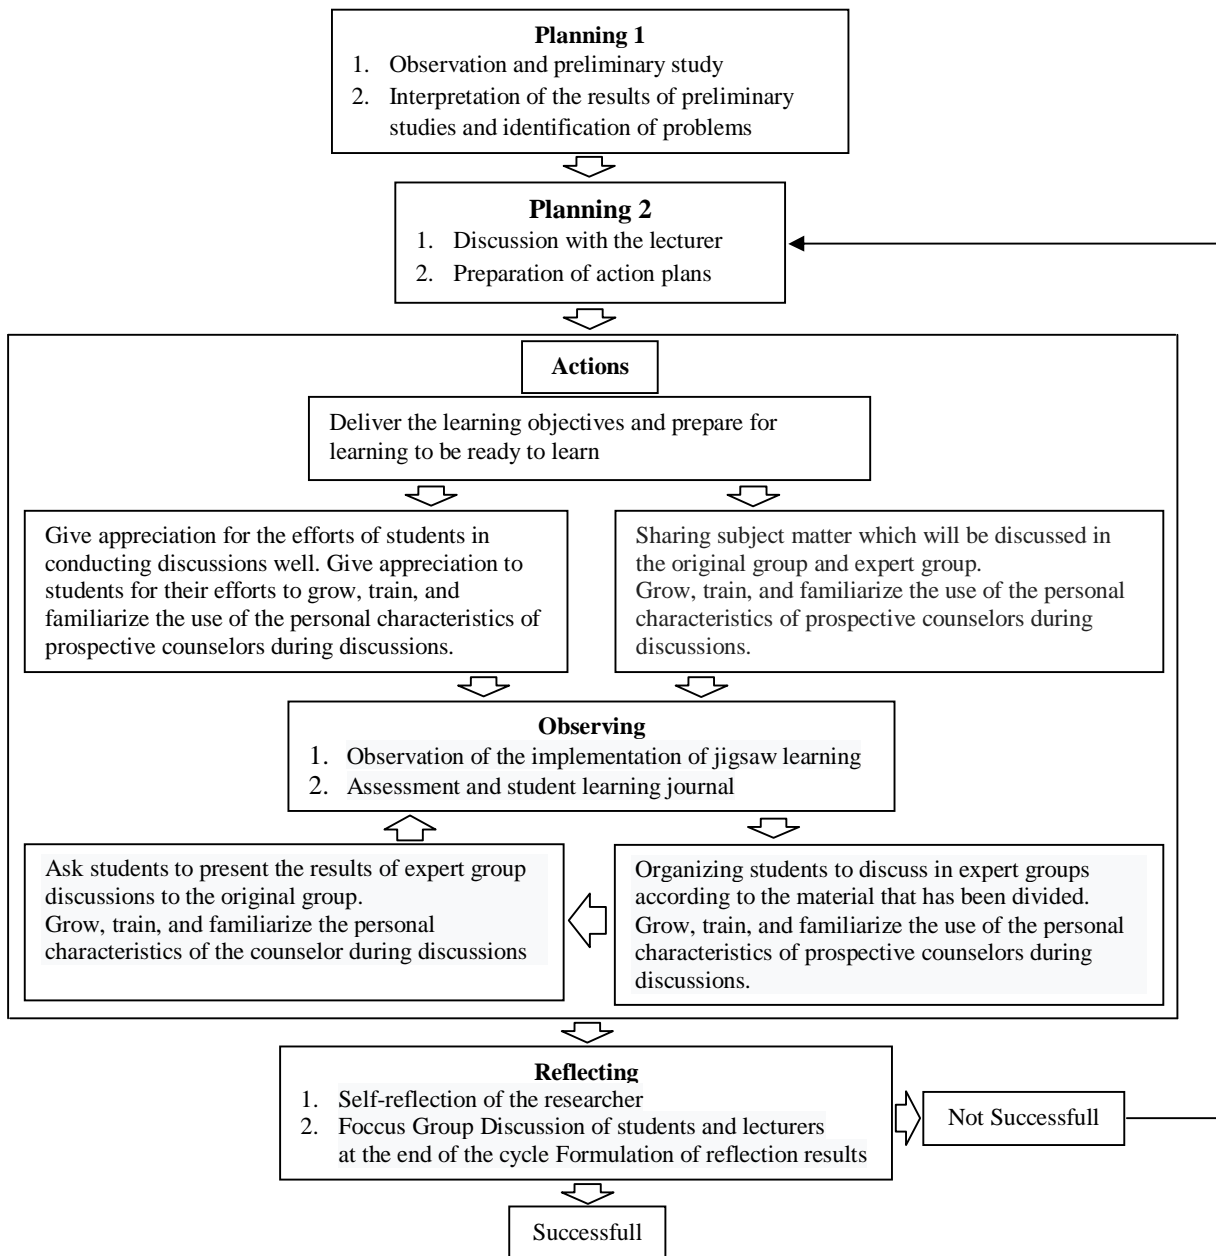 Planning 1
1. Observation and preliminary study
2. Interpretation of the results of preliminary
studies and identification of problems
Planning 2
1. Discussion with the lecturer
2. Preparation of action plans
Actions
Deliver the learning objectives and prepare for
learning to be ready to learn
Give appreciation for the efforts of students in
conducting discussions well. Give appreciation to
students for their efforts to grow, train, and
familiarize the use of the personal characteristics of
prospective counselors during discussions.
Sharing subject matter which will be discussed in
the original group and expert group.
Grow, train, and familiarize the use of the personal
characteristics of prospective counselors during
discussions.
Observing
1. Observation of the implementation of jigsaw learning
2. Assessment and student learning journal
Ask students to present the results of expert group
discussions to the original group.
Grow, train, and familiarize the personal
characteristics of the counselor during discussions
Organizing students to discuss in expert groups
according to the material that has been divided.
Grow, train, and familiarize the use of the personal
characteristics of prospective counselors during
discussions.
Reflecting
1. Self-reflection of the researcher
2. Foccus Group Discussion of students and lecturers
at the end of the cycle Formulation of reflection results
Not Successfull
Successfull